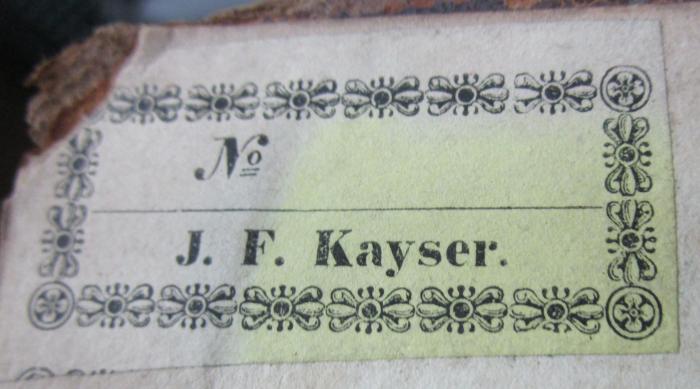 No
J. F. Kayser.